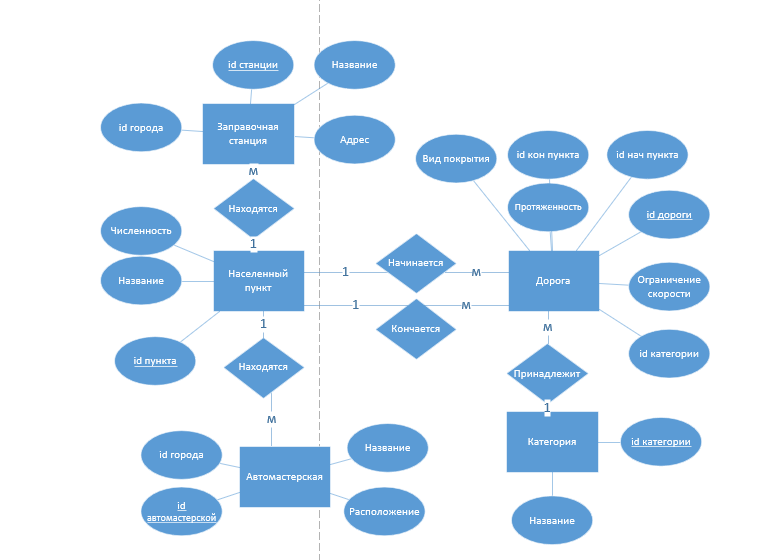 id станции
Название
id города
Заправочная
станция
Адрес
м
Находятся
1
Вид покрытия
id кон пункта
id нач пункта
Протяженность
id дороги
Численность
Название
id пункта
Населенный
пункт
1
Начинается
м
1
Кончается
м
Дорога
Ограничение
скорости
id категории
1
Находятся
м
м
Принадлежит
1
Категория
id категории
Название
id города
id
автомастерской
Автомастерская
Название
Расположение